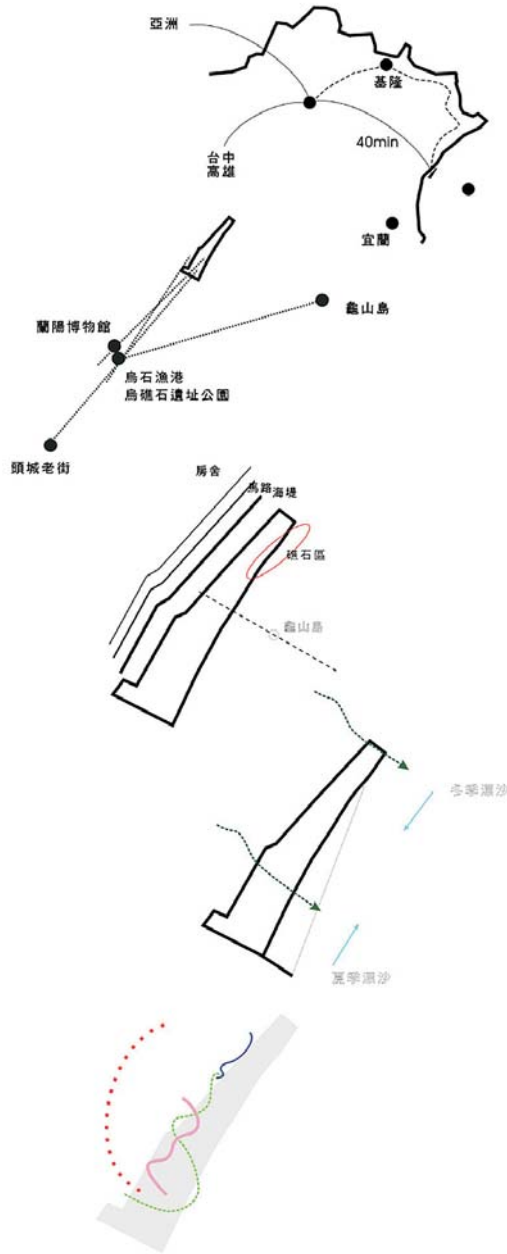 亞洲
基隆
40min
台中
高雄
宜蘭
龜山島
蘭陽博物館
烏石漁港
烏礁石遺址公園
頭城老街
房舍
馬路
海堤
礁石區
龜山島
冬季漂沙
夏季漂沙